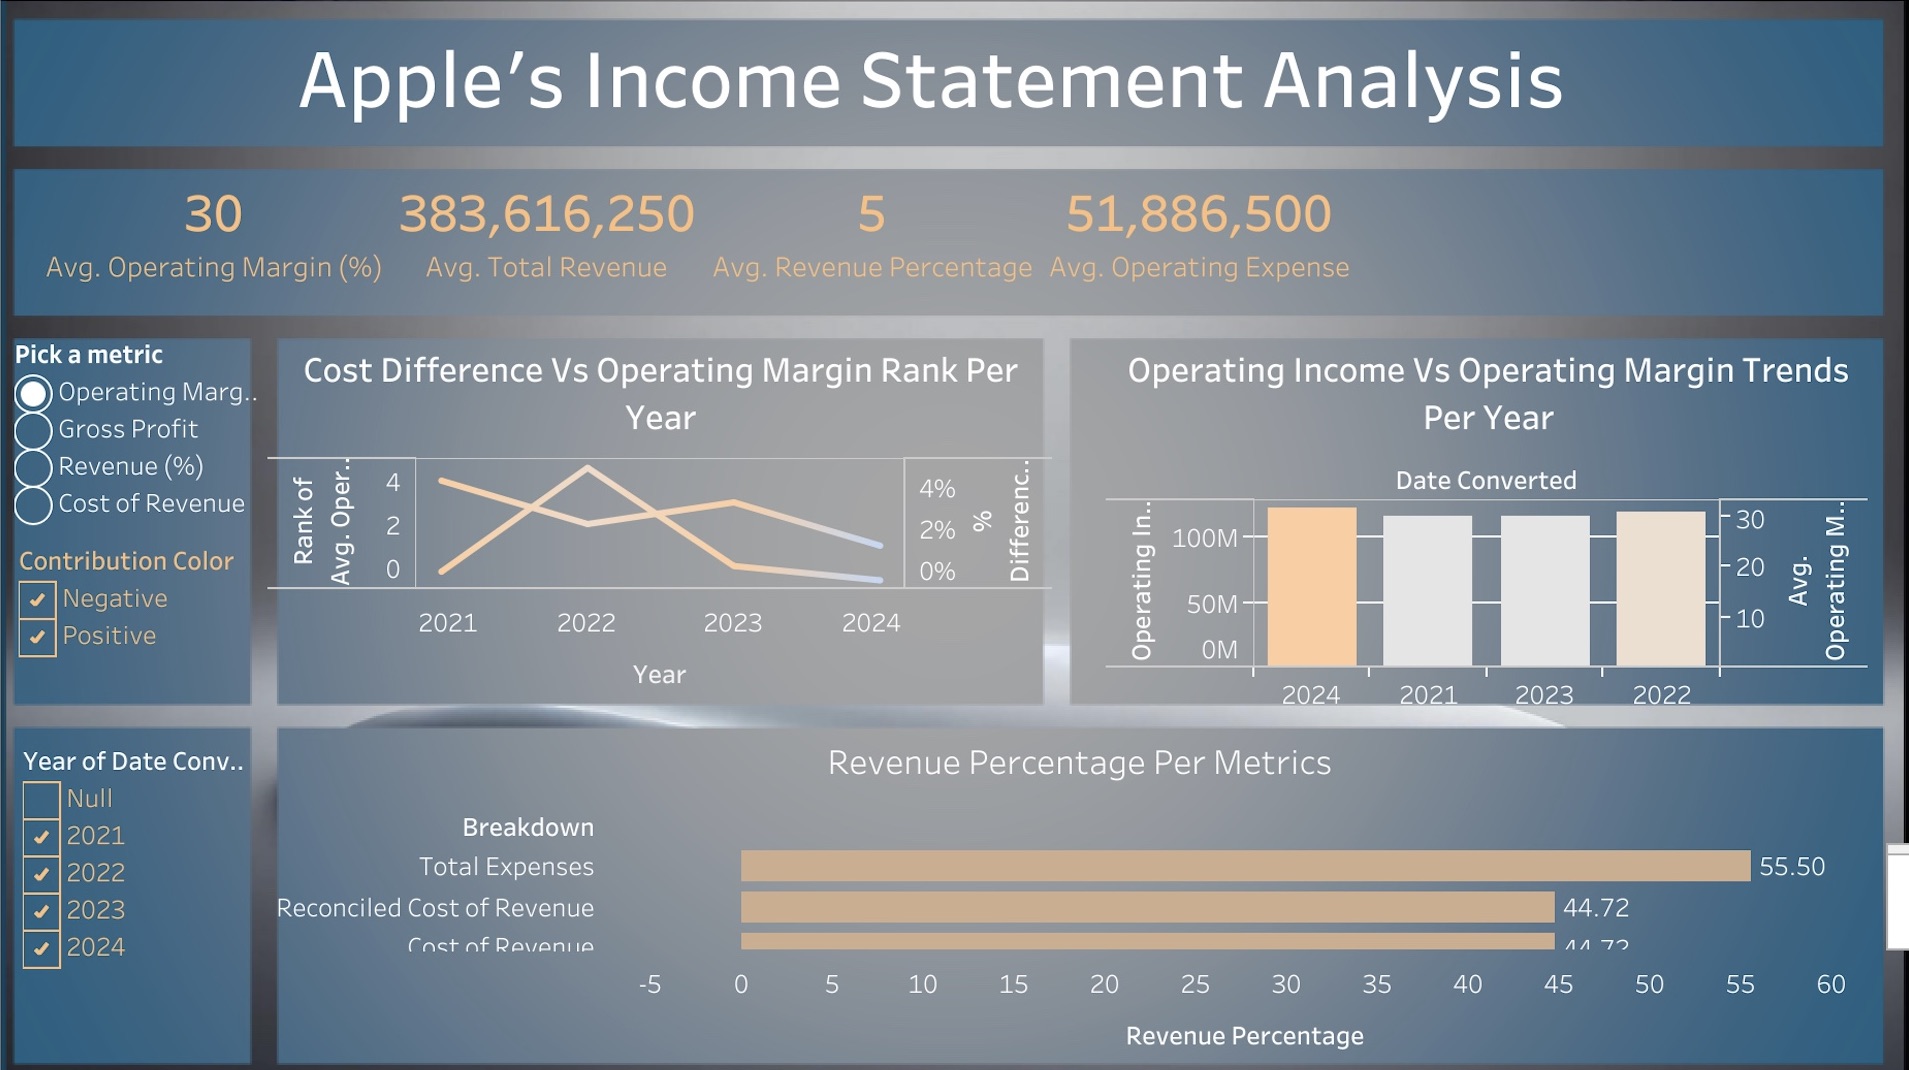 Apple’s Income Statement Analysis
30
383,616,250
5
51,886,500
Avg. Operating Margin (%)
Avg. Total Revenue
Avg. Revenue Percentage
Avg. Operating Expense
Pick a metric
Operating Marg..
Gross Profit
Revenue (%)
Cost of Revenue
Contribution Color
Negative
Positive
Cost Difference Vs Operating Margin Rank Per
Year
Rank of
Avg. Oper..
4
2
0
4%
2%
0%
%
Differenc..
2021
2022
2023
2024
Year
Operating Income Vs Operating Margin Trends
Per Year
Date Converted
Operating In..
100M
50M
0M
30
20
10
Avg.
Operating M..
2024
2021
2023
2022
Year of Date Conv..
Null
2021
2022
2023
2024
Revenue Percentage Per Metrics
Breakdown
Total Expenses
55.50
Reconciled Cost of Revenue
44.72
Cost of Revenue
44.72
-5
0
5
10
15
20
25
30
35
40
45
50
55
60
Revenue Percentage